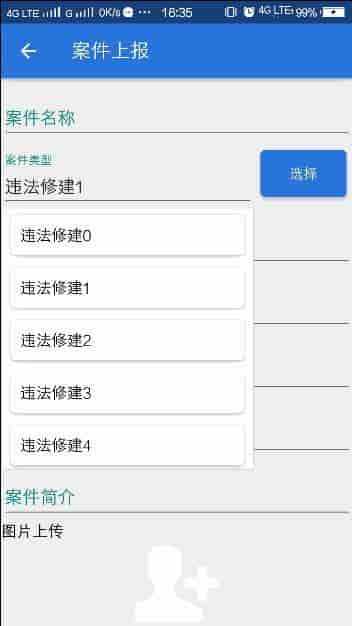 4G LTE G 0K/s ... 16:35 4G LTE 99%
案件上报
案件名称
案件类型
违法修建1
选择
违法修建0
违法修建1
违法修建2
违法修建3
违法修建4
案件简介
图片上传